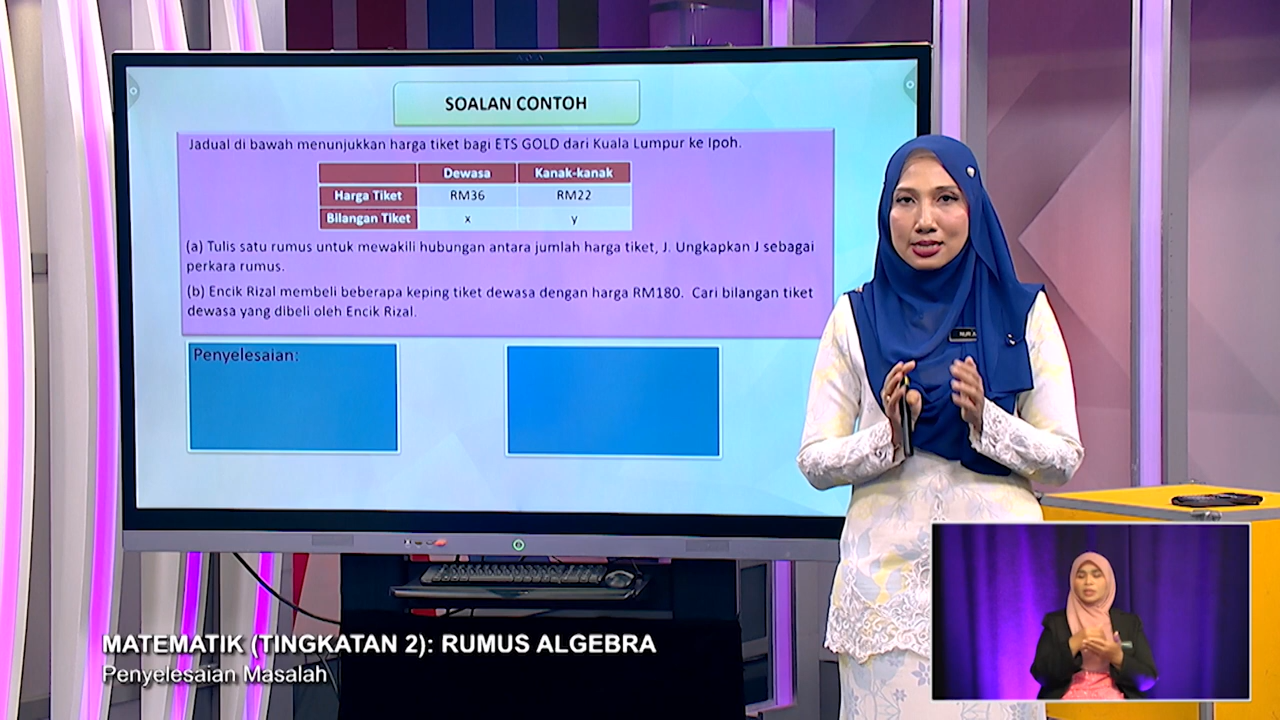 SOALAN CONTOH
Jadual di bawah menunjukkan harga tiket bagi ETS GOLD dari Kuala Lumpur ke Ipoh.
Dewasa Kanak-kanak
Harga Tiket RM36 RM22
Bilangan Tiket x y
(a) Tulis satu rumus untuk mewakili hubungan antara jumlah harga tiket, J. Ungkapkan J sebagai
perkara rumus.
(b) Encik Rizal membeli beberapa keping tiket dewasa dengan harga RM180. Cari bilangan tiket
dewasa yang dibeli oleh Encik Rizal.
Penyelesaian:
NUR
MATEMATIK (TINGKATAN 2): RUMUS ALGEBRA
Penyelesaian Masalah